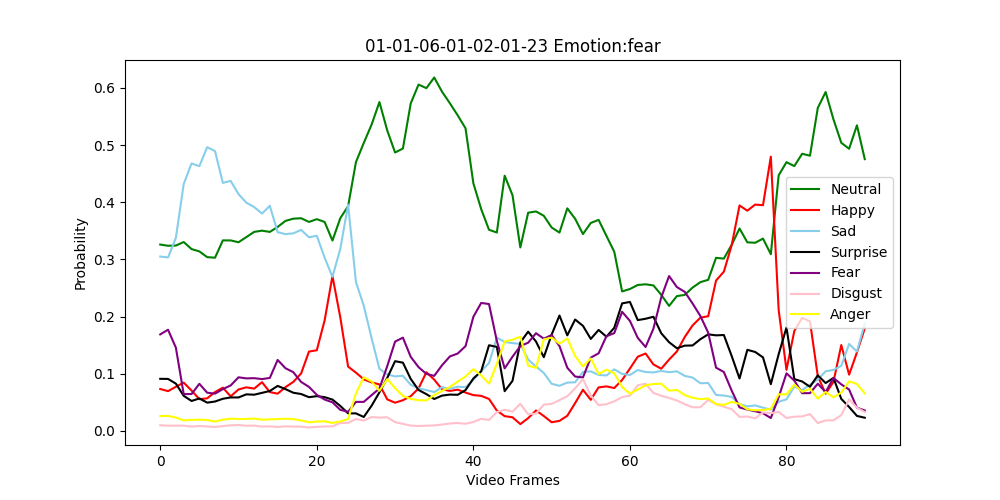 01-01-06-01-02-01-23 Emotion:fear
Probability
0.6
0.5
0.4
0.3
0.2
0.1
0.0
Neutral
Happy
Sad
Surprise
Fear
Disgust
Anger
0 20 40 60 80
Video Frames